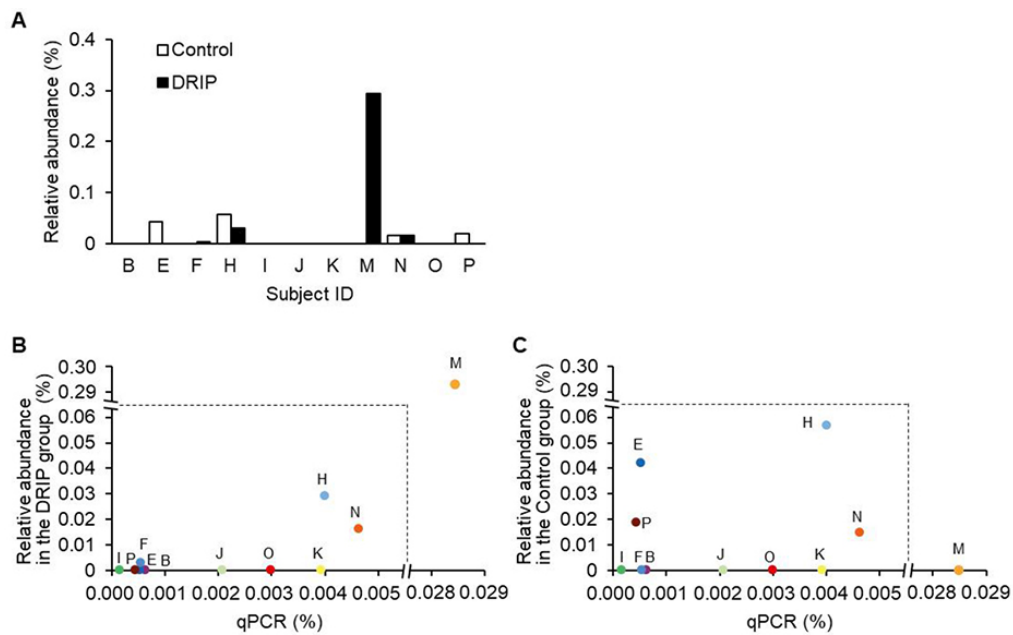 A
0.4
0.3
0.2
0.1
0
Relative abundance (%)
Control
DRIP
B E F H I J K M N O P
Subject ID
B
0.30
0.29
0.06
0.05
0.04
0.03
0.02
0.01
0
Relative abundance
in the DRIP group (%)
M
H
N
F
I P E B J O K
0.000 0.001 0.002 0.003 0.004 0.005 0.028 0.029
qPCR (%)
C
0.30
0.29
0.06
0.05
0.04
0.03
0.02
0.01
0
Relative abundance
in the Control group (%)
H
E
P
N
M
I F B J O K
0.000 0.001 0.002 0.003 0.004 0.005 0.028 0.029
qPCR (%)